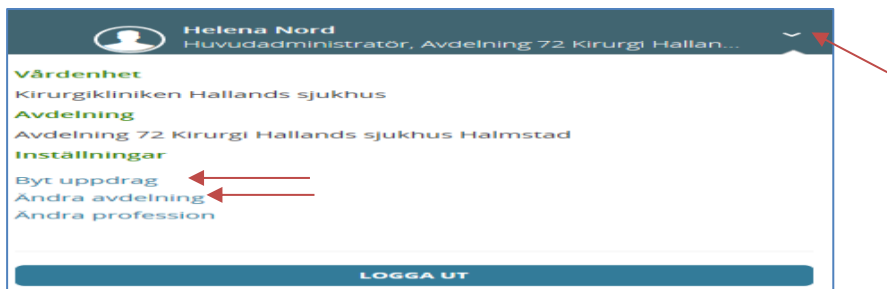 Helena Nord
Huvudadministratör, Avdelning 72 Kirurgi Hallan...
Vårdenhet
Kirurgikliniken Hallands sjukhus
Avdelning
Avdelning 72 Kirurgi Hallands sjukhus Halmstad
Inställningar
Byt uppdrag
Ändra avdelning
Ändra profession
LOGGA UT